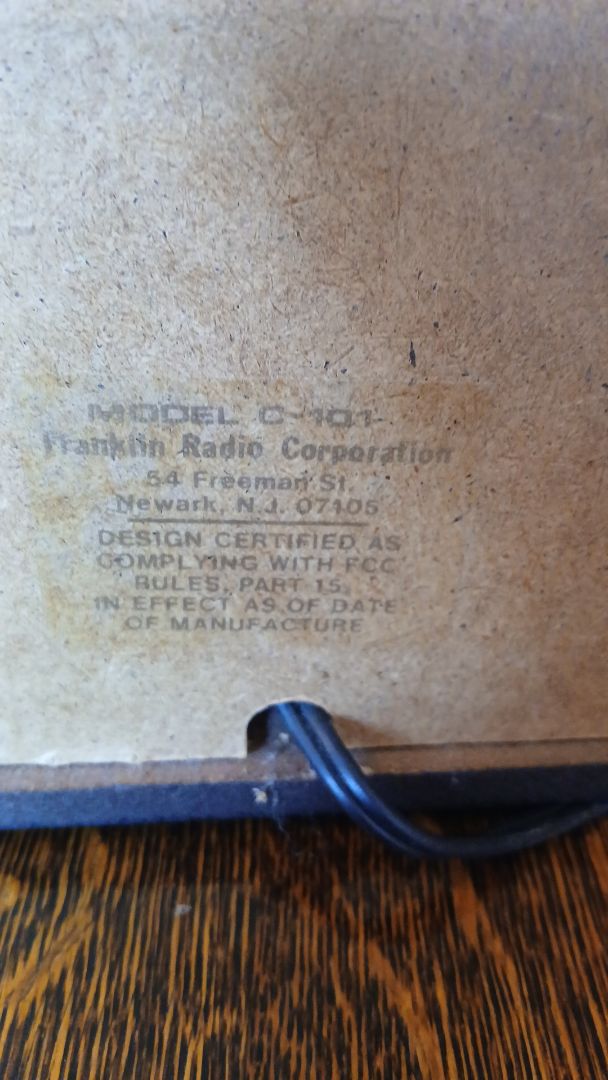 MODEL C-101
Franklin Radio Corporation
54 Freeman St.
Newark, N.J. 07105
DESIGN CERTIFIED AS
COMPLYING WITH FCC
RULES, PART 15,
IN EFFECT AS OF DATE
OF MANUFACTURE